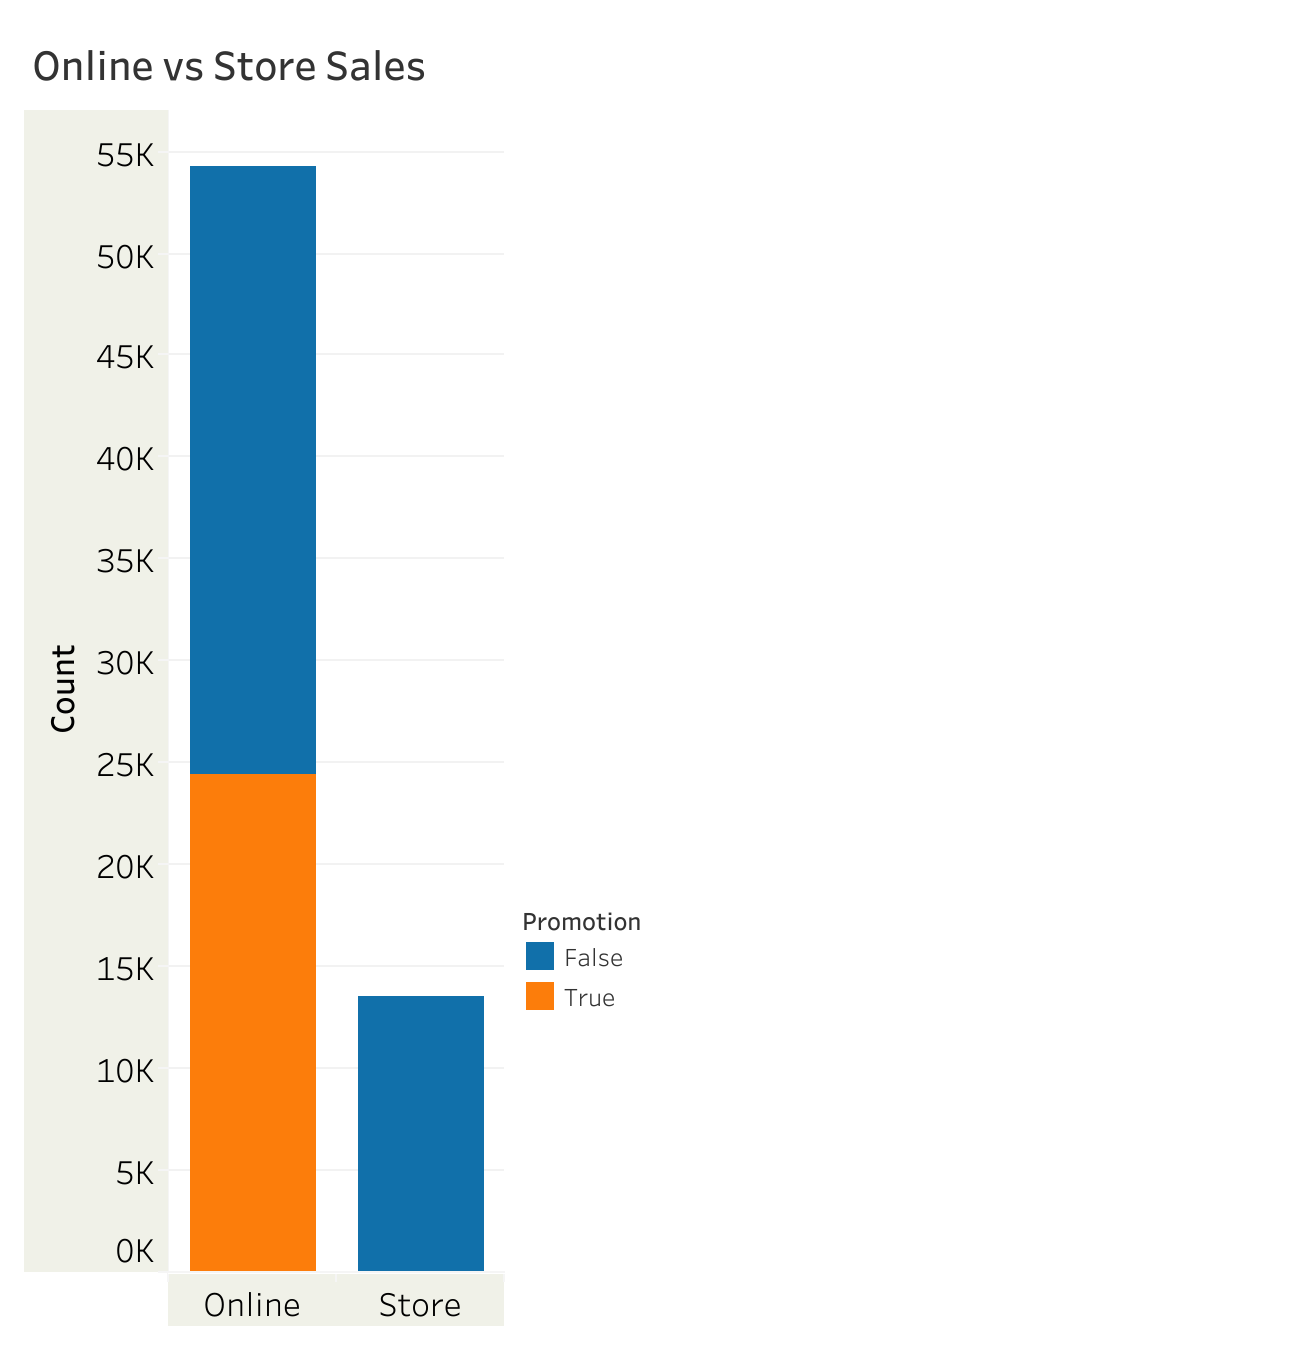 Online vs Store Sales
55K
50K
45K
40K
35K
30K
25K
20K
15K
10K
5K
0K
Count
Promotion
False
True
Online Store